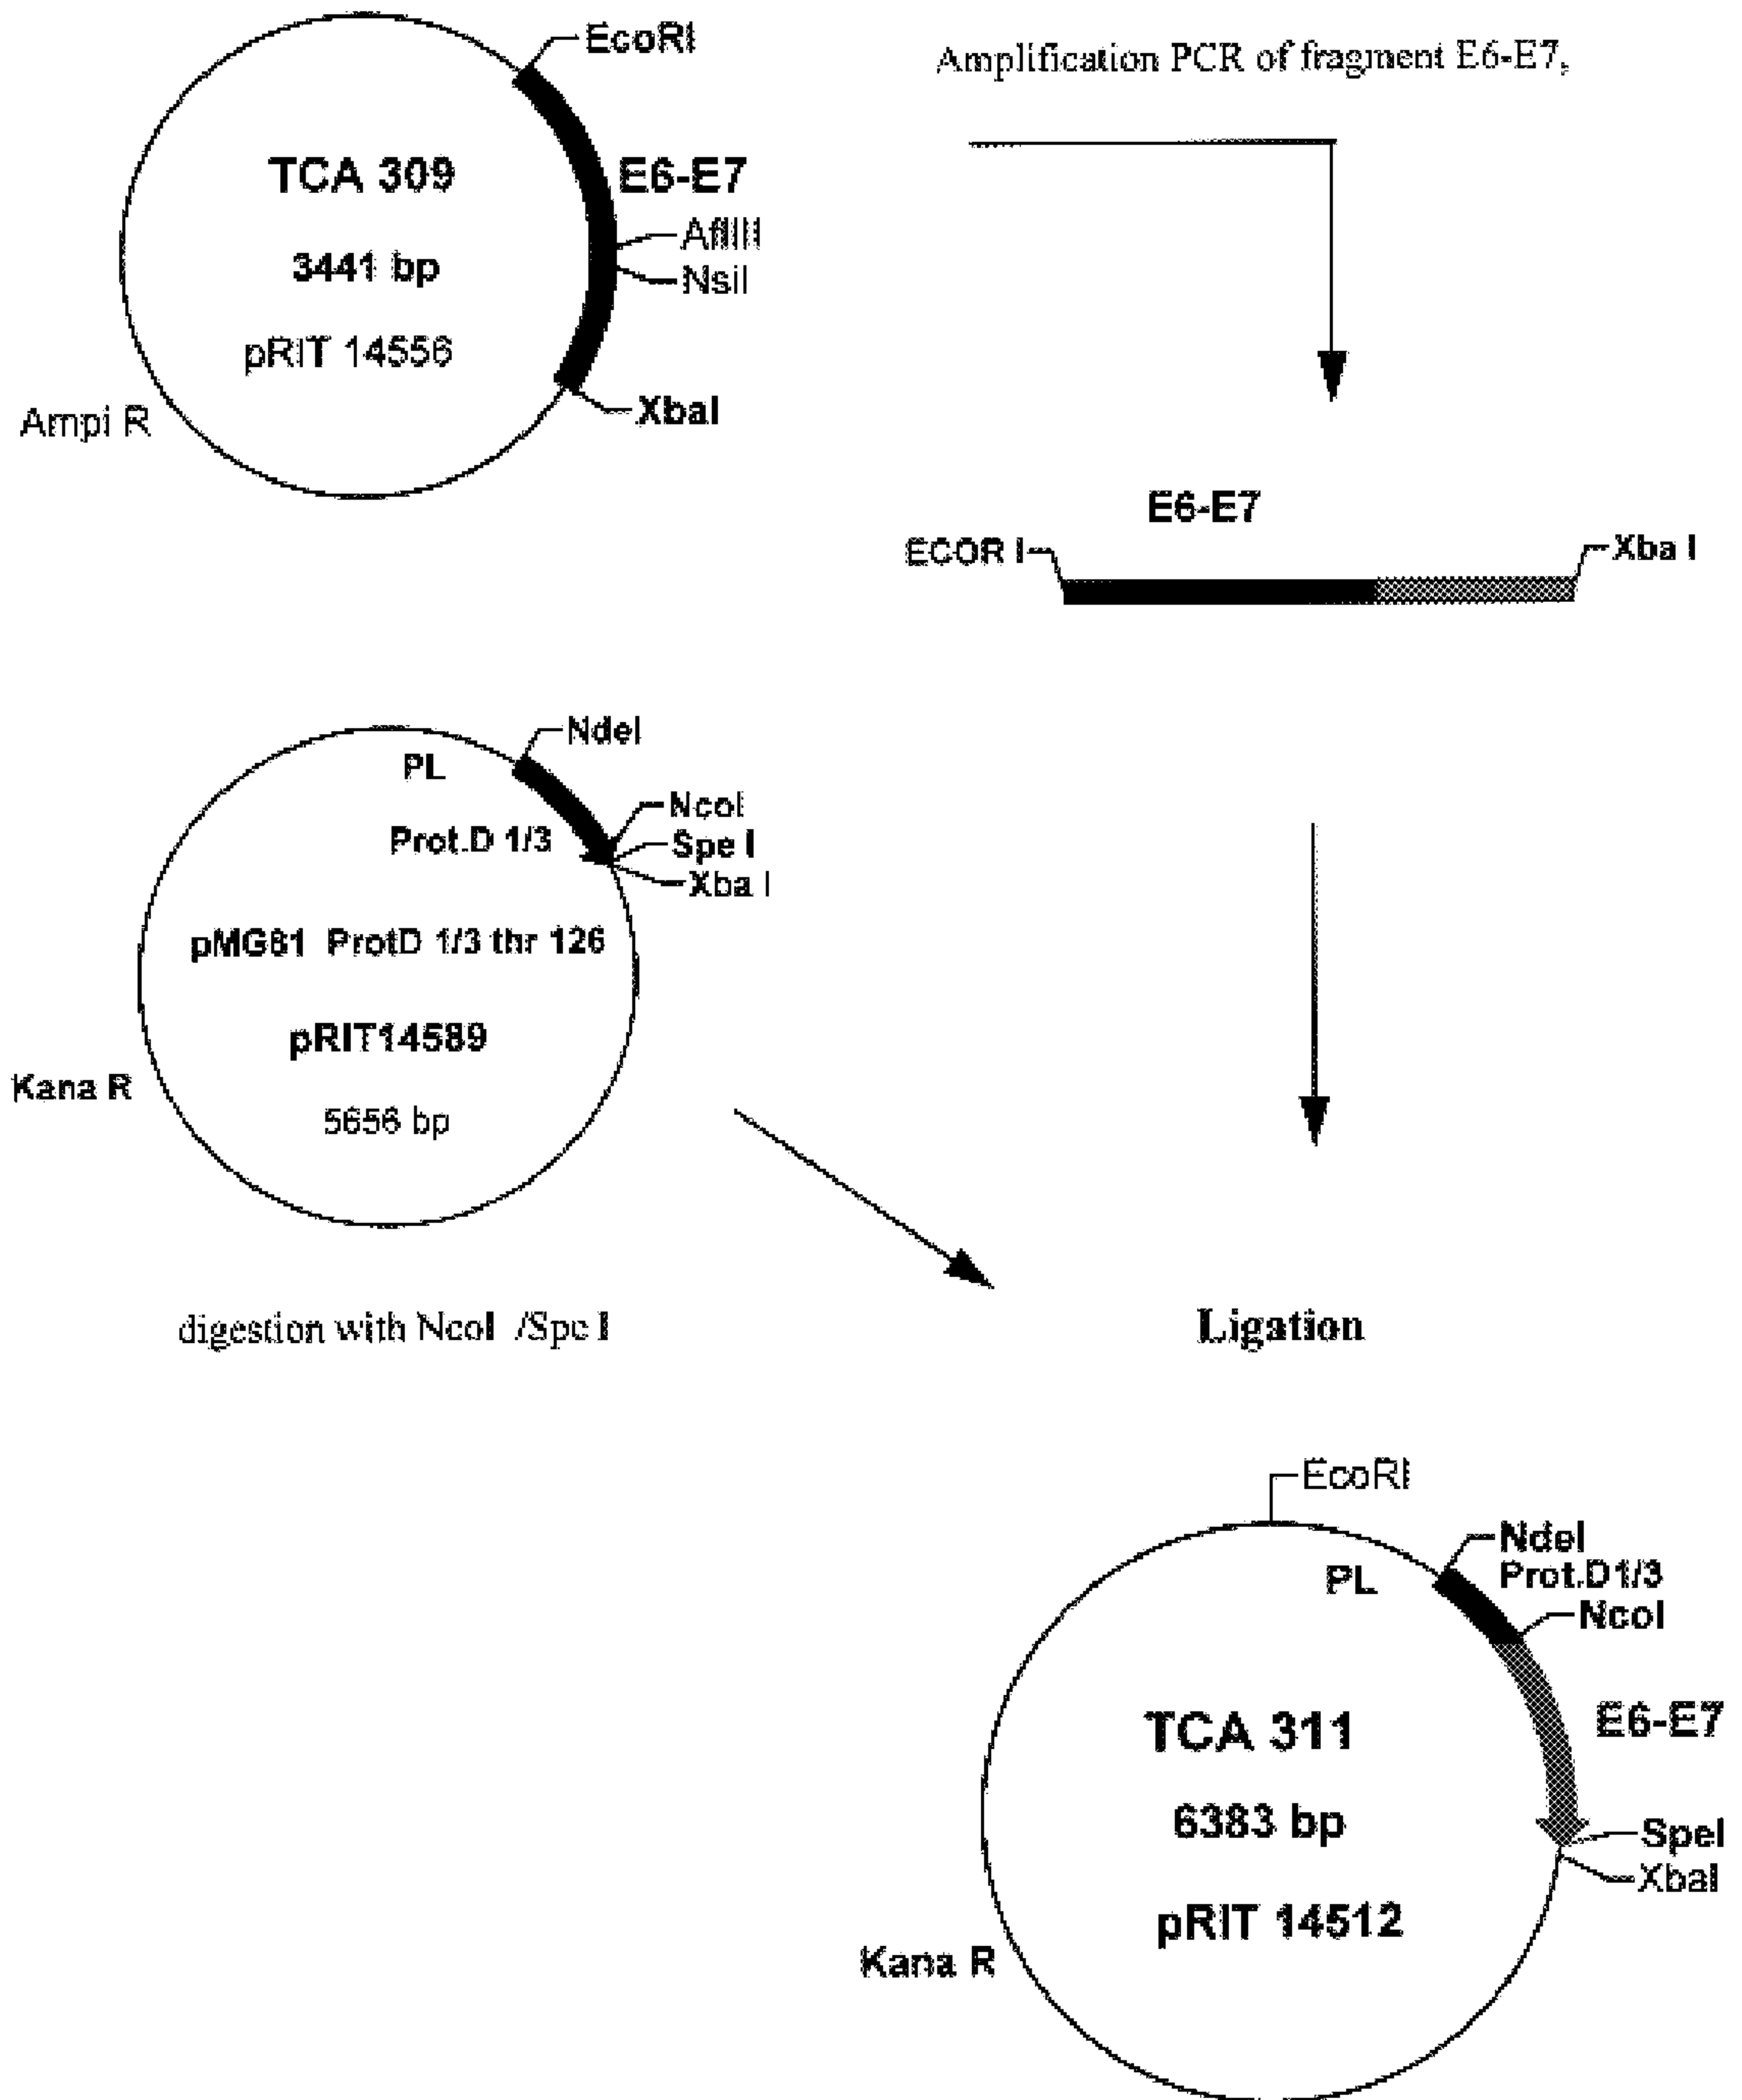 EcoRI
Amplification PCR of fragment E6-E7,
TCA 309
E6-E7
AflIII
3441 bp
NsiI
pRIT 14556
XbaI
Ampi R
E6-E7
ECOR I
Xba I
NdeI
PL
NcoI
Prot.D 1/3
Spe I
Xba I
pMG81 ProtD 1/3 thr 126
pRIT14589
Kana R
5656 bp
digestion with NcoI /Spe I
Ligation
EcoRI
NdeI
PL
Prot.D1/3
NcoI
TCA 311
E6-E7
6383 bp
SpeI
XbaI
pRIT 14512
Kana R